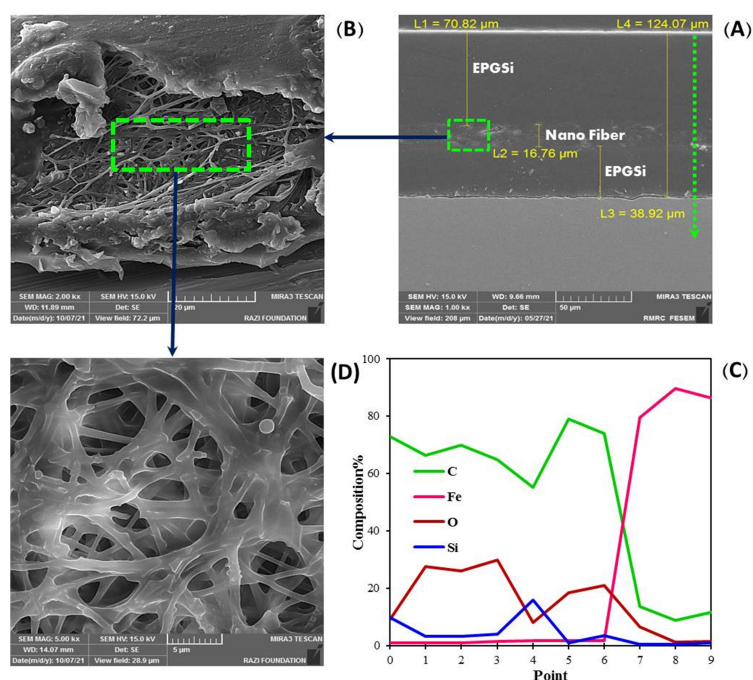 (B)
SEM MAG: 2.00 kx
SEM HV: 15.0 kV
MIRA3 TESCAN
WD: 11.89 mm
Det: SE
20 µm
Date(m/d/y): 10/07/21
View field: 72.2 µm
RAZI FOUNDATION
(A)
L1 = 70.82 µm
L4 = 124.07 µm
EPGSi
Nano Fiber
L2 = 16.76 µm
EPGSi
L3 = 38.92 µm
SEM HV: 15.0 kV
WD: 9.66 mm
MIRA3 TESCAN
SEM MAG: 1.00 kx
Det: SE
50 µm
View field: 208 µm
Date(m/d/y): 05/27/21
RMRC FESEM
(D)
SEM MAG: 5.00 kx
SEM HV: 15.0 kV
MIRA3 TESCAN
WD: 14.07 mm
Det: SE
5 µm
Date(m/d/y): 10/07/21
View field: 28.9 µm
RAZI FOUNDATION
(C)
Composition%
100
80
60
40
20
0
C
Fe
O
Si
0 1 2 3 4 5 6 7 8 9
Point